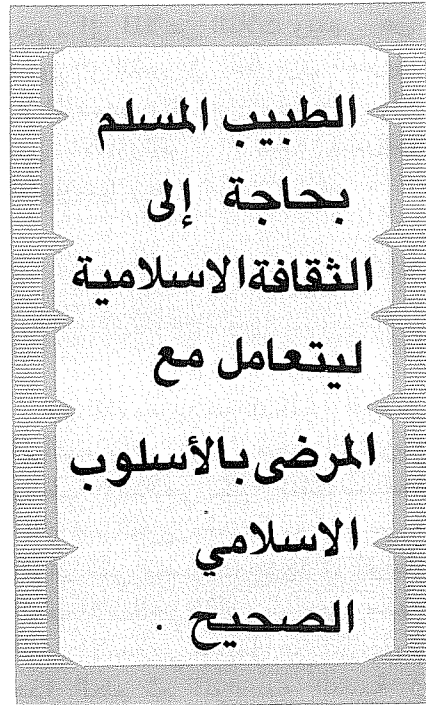 الطبيب المسلم
بحاجة إلى
الثقافة الاسلامية
ليتعامل مع
المرضى بالأسلوب
الاسلامي
الصحيح .